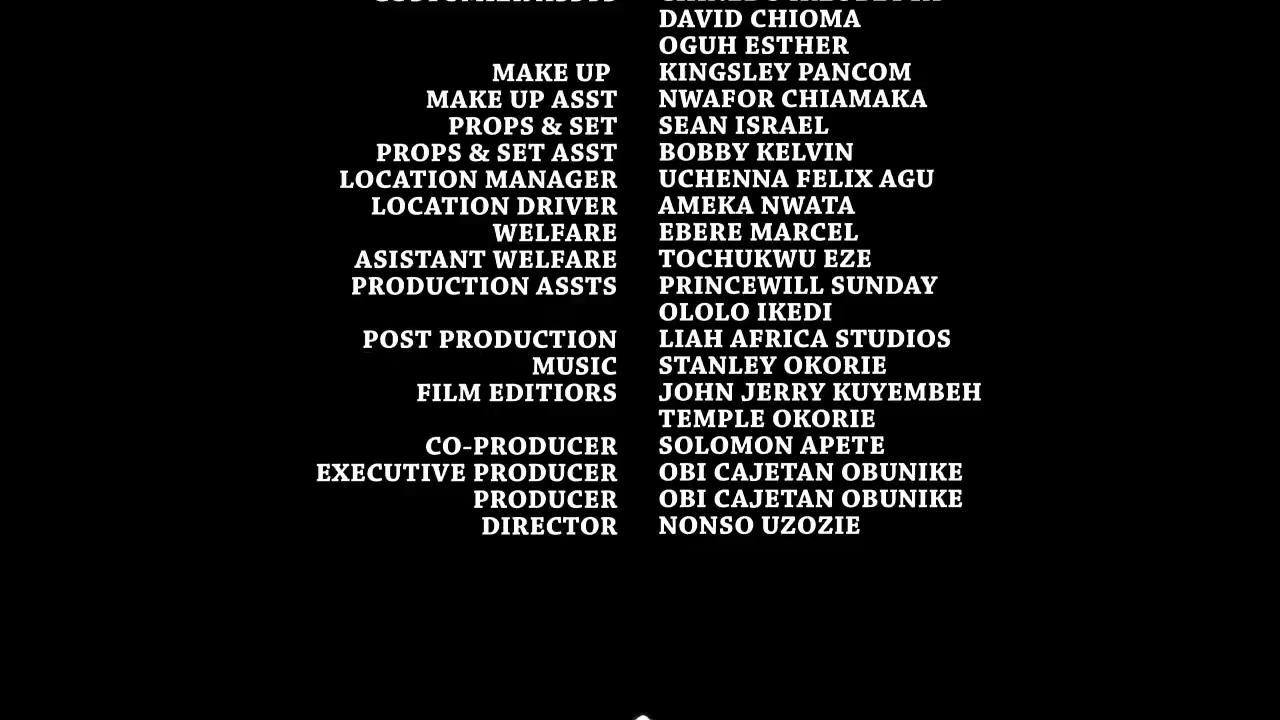 DAVID CHIOMA
OGUH ESTHER
MAKE UP KINGSLEY PANCOM
MAKE UP ASST NWAFOR CHIAMAKA
PROPS & SET SEAN ISRAEL
PROPS & SET ASST BOBBY KELVIN
LOCATION MANAGER UCHENNA FELIX AGU
LOCATION DRIVER AMEKA NWATA
WELFARE EBERE MARCEL
ASISTANT WELFARE TOCHUKWU EZE
PRODUCTION ASSTS PRINCEWILL SUNDAY
OLOLO IKEDI
POST PRODUCTION LIAH AFRICA STUDIOS
MUSIC STANLEY OKORIE
FILM EDITIORS JOHN JERRY KUYEMBEH
TEMPLE OKORIE
CO-PRODUCER SOLOMON APETE
EXECUTIVE PRODUCER OBI CAJETAN OBUNIKE
PRODUCER OBI CAJETAN OBUNIKE
DIRECTOR NONSO UZOZIE